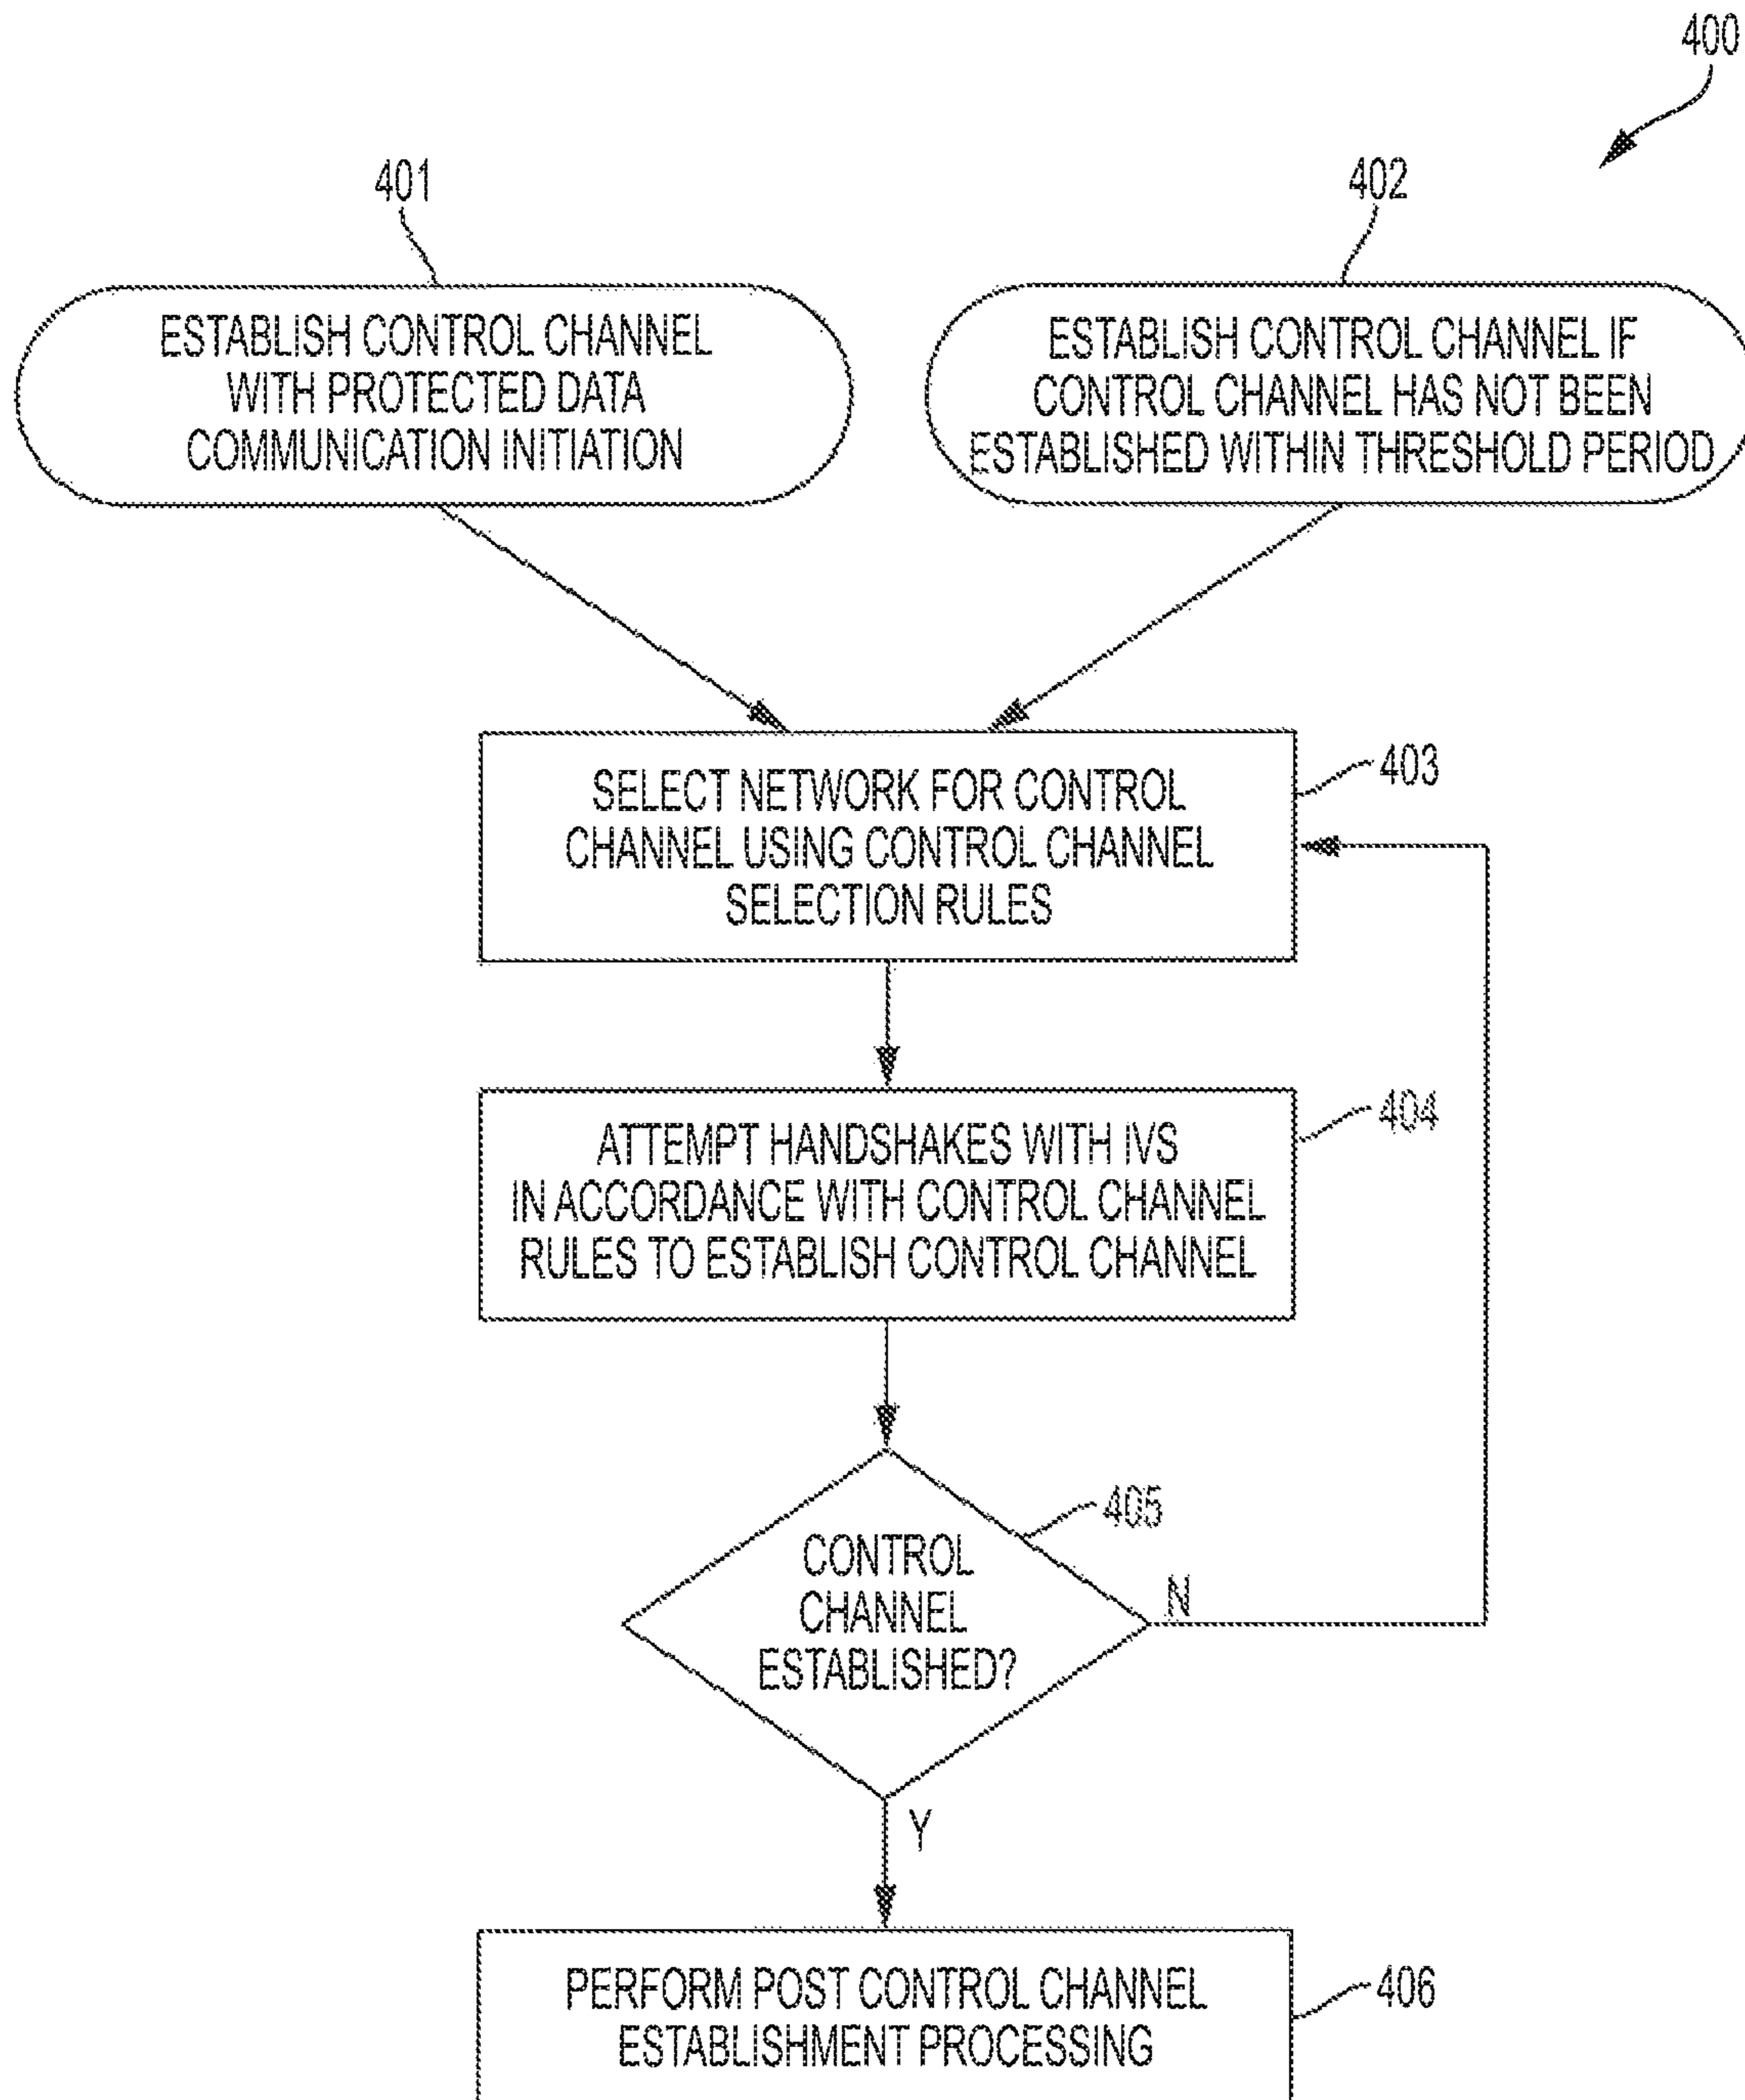 400
401
402
ESTABLISH CONTROL CHANNEL
WITH PROTECTED DATA
COMMUNICATION INITIATION
ESTABLISH CONTROL CHANNEL IF
CONTROL CHANNEL HAS NOT BEEN
ESTABLISHED WITHIN THRESHOLD PERIOD
403
SELECT NETWORK FOR CONTROL
CHANNEL USING CONTROL CHANNEL
SELECTION RULES
404
ATTEMPT HANDSHAKES WITH IVS
IN ACCORDANCE WITH CONTROL CHANNEL
RULES TO ESTABLISH CONTROL CHANNEL
405
CONTROL
CHANNEL
ESTABLISHED?
N
Y
406
PERFORM POST CONTROL CHANNEL
ESTABLISHMENT PROCESSING